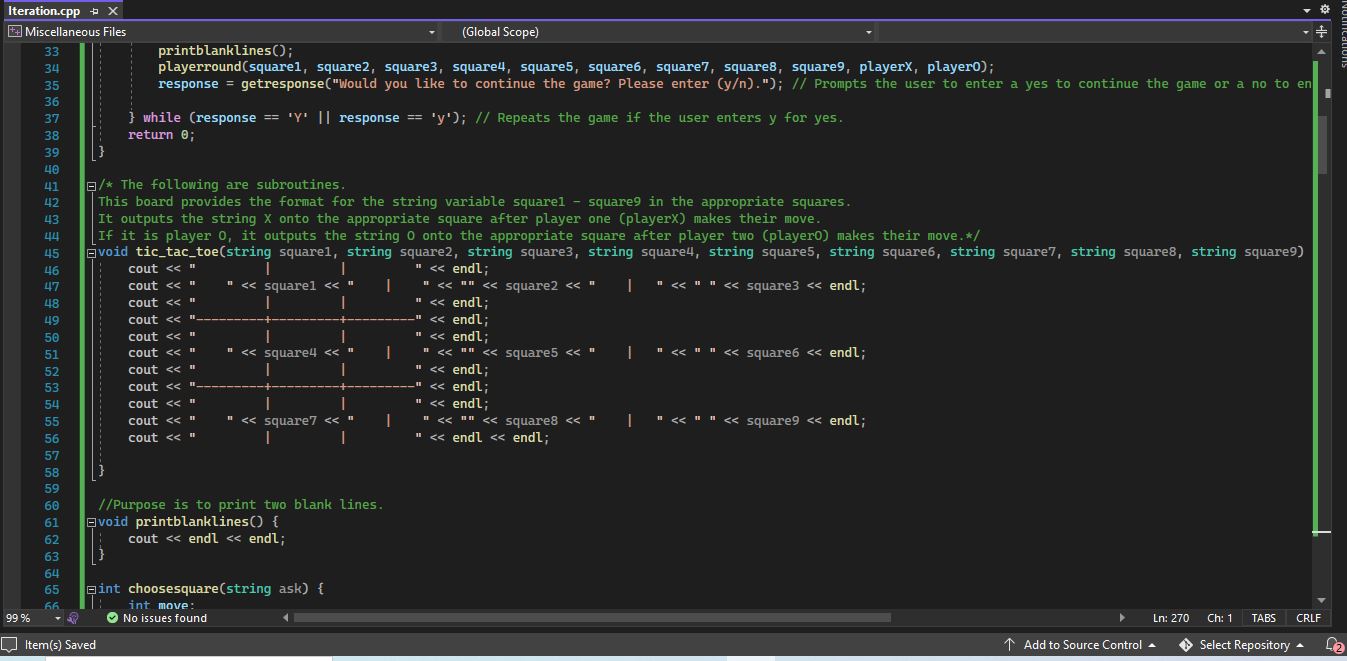 Iteration.cpp
Miscellaneous Files (Global Scope)
Notifications
33 printblanklines();
34 playerround(square1, square2, square3, square4, square5, square6, square7, square8, square9, playerX, playerO);
35 response = getresponse("Would you like to continue the game? Please enter (y/n)."); // Prompts the user to enter a yes to continue the game or a no to en
36
37 } while (response == 'Y' || response == 'y'); // Repeats the game if the user enters y for yes.
38 return 0;
39 }
40
41 /* The following are subroutines.
42 This board provides the format for the string variable square1 - square9 in the appropriate squares.
43 It outputs the string X onto the appropriate square after player one (playerX) makes their move.
44 If it is player O, it outputs the string O onto the appropriate square after player two (playerO) makes their move.*/
45 void tic_tac_toe(string square1, string square2, string square3, string square4, string square5, string square6, string square7, string square8, string square9)
46 cout << "         |         |         " << endl;
47 cout << "    " << square1 << "    |    " << "" << square2 << "    |   " << " " << square3 << endl;
48 cout << "         |         |         " << endl;
49 cout << "---------+---------+---------" << endl;
50 cout << "         |         |         " << endl;
51 cout << "    " << square4 << "    |    " << "" << square5 << "    |   " << " " << square6 << endl;
52 cout << "         |         |         " << endl;
53 cout << "---------+---------+---------" << endl;
54 cout << "         |         |         " << endl;
55 cout << "    " << square7 << "    |    " << "" << square8 << "    |   " << " " << square9 << endl;
56 cout << "         |         |         " << endl << endl;
57
58 }
59
60 //Purpose is to print two blank lines.
61 void printblanklines() {
62 cout << endl << endl;
63 }
64
65 int choosesquare(string ask) {
66 int move;
99 % No issues found Ln: 270 Ch: 1 TABS CRLF
Item(s) Saved Add to Source Control Select Repository 2